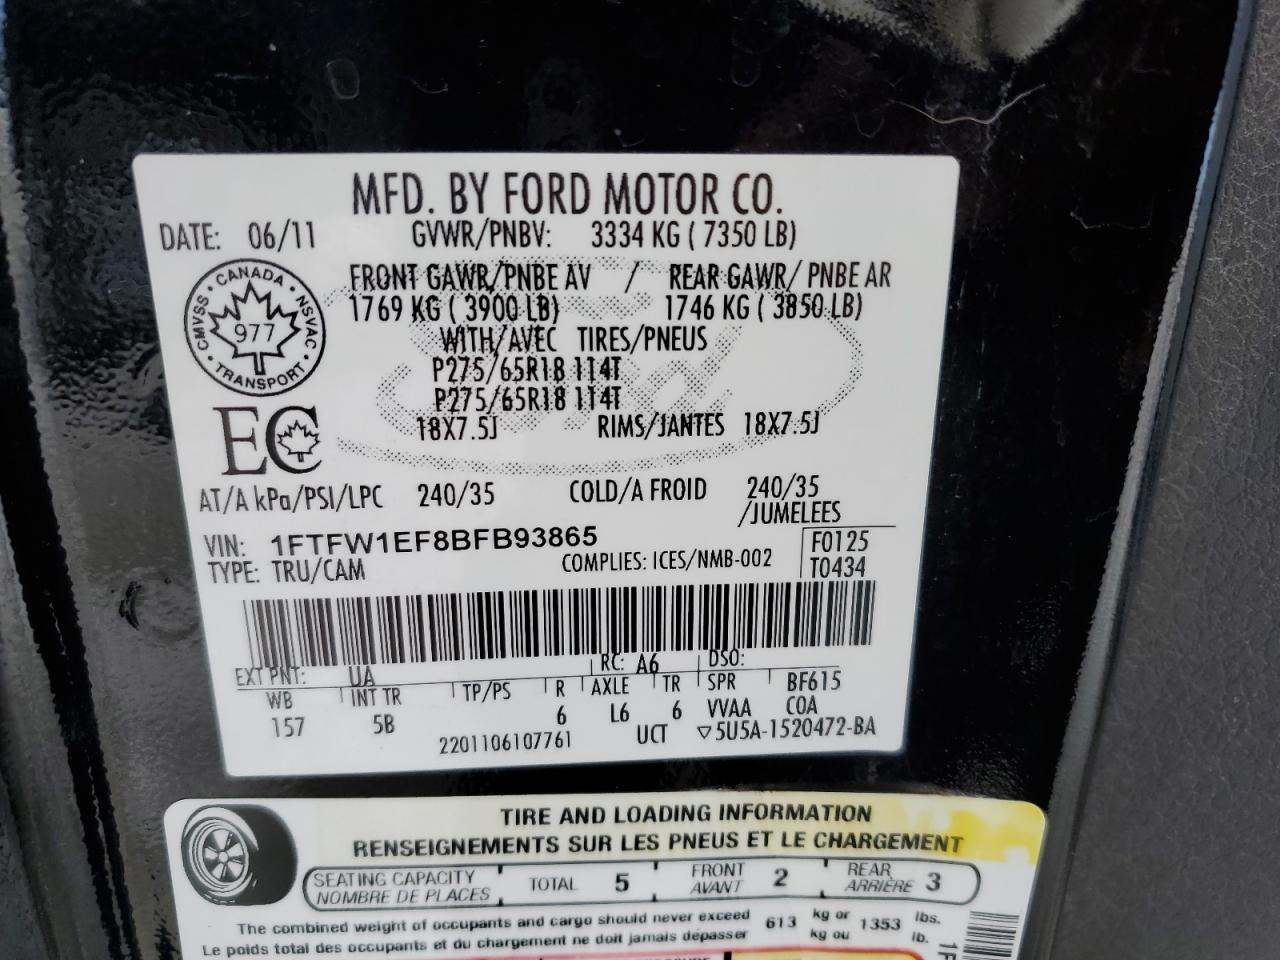 MFD. BY FORD MOTOR CO.
DATE: 06/11 GVWR/PNBV: 3334 KG ( 7350 LB)
FRONT GAWR/PNBE AV / REAR GAWR/ PNBE AR
1769 KG ( 3900 LB) 1746 KG ( 3850 LB)
WITH/AVEC TIRES/PNEUS
P275/65R18 114T
P275/65R18 114T
18X7.5J RIMS/JANTES 18X7.5J
CANADA
CMVSS NSVAC
977
TRANSPORT
EC
AT/A kPa/PSI/LPC 240/35 COLD/A FROID 240/35
/JUMELEES
VIN: 1FTFW1EF8BFB93865 F0125
TYPE: TRU/CAM COMPLIES: ICES/NMB-002 T0434
EXT PNT: UA RC: A6 DSO:
WB INT TR TP/PS R AXLE TR SPR BF615
157 5B 6 L6 6 VVAA COA
2201106107761 UCT ▽5U5A-1520472-BA
TIRE AND LOADING INFORMATION
RENSEIGNEMENTS SUR LES PNEUS ET LE CHARGEMENT
SEATING CAPACITY TOTAL 5 FRONT 2 REAR 3
NOMBRE DE PLACES AVANT ARRIÈRE
The combined weight of occupants and cargo should never exceed 613 kg or 1353 lbs.
Le poids total des occupants et du chargement ne doit jamais dépasser kg ou lb.